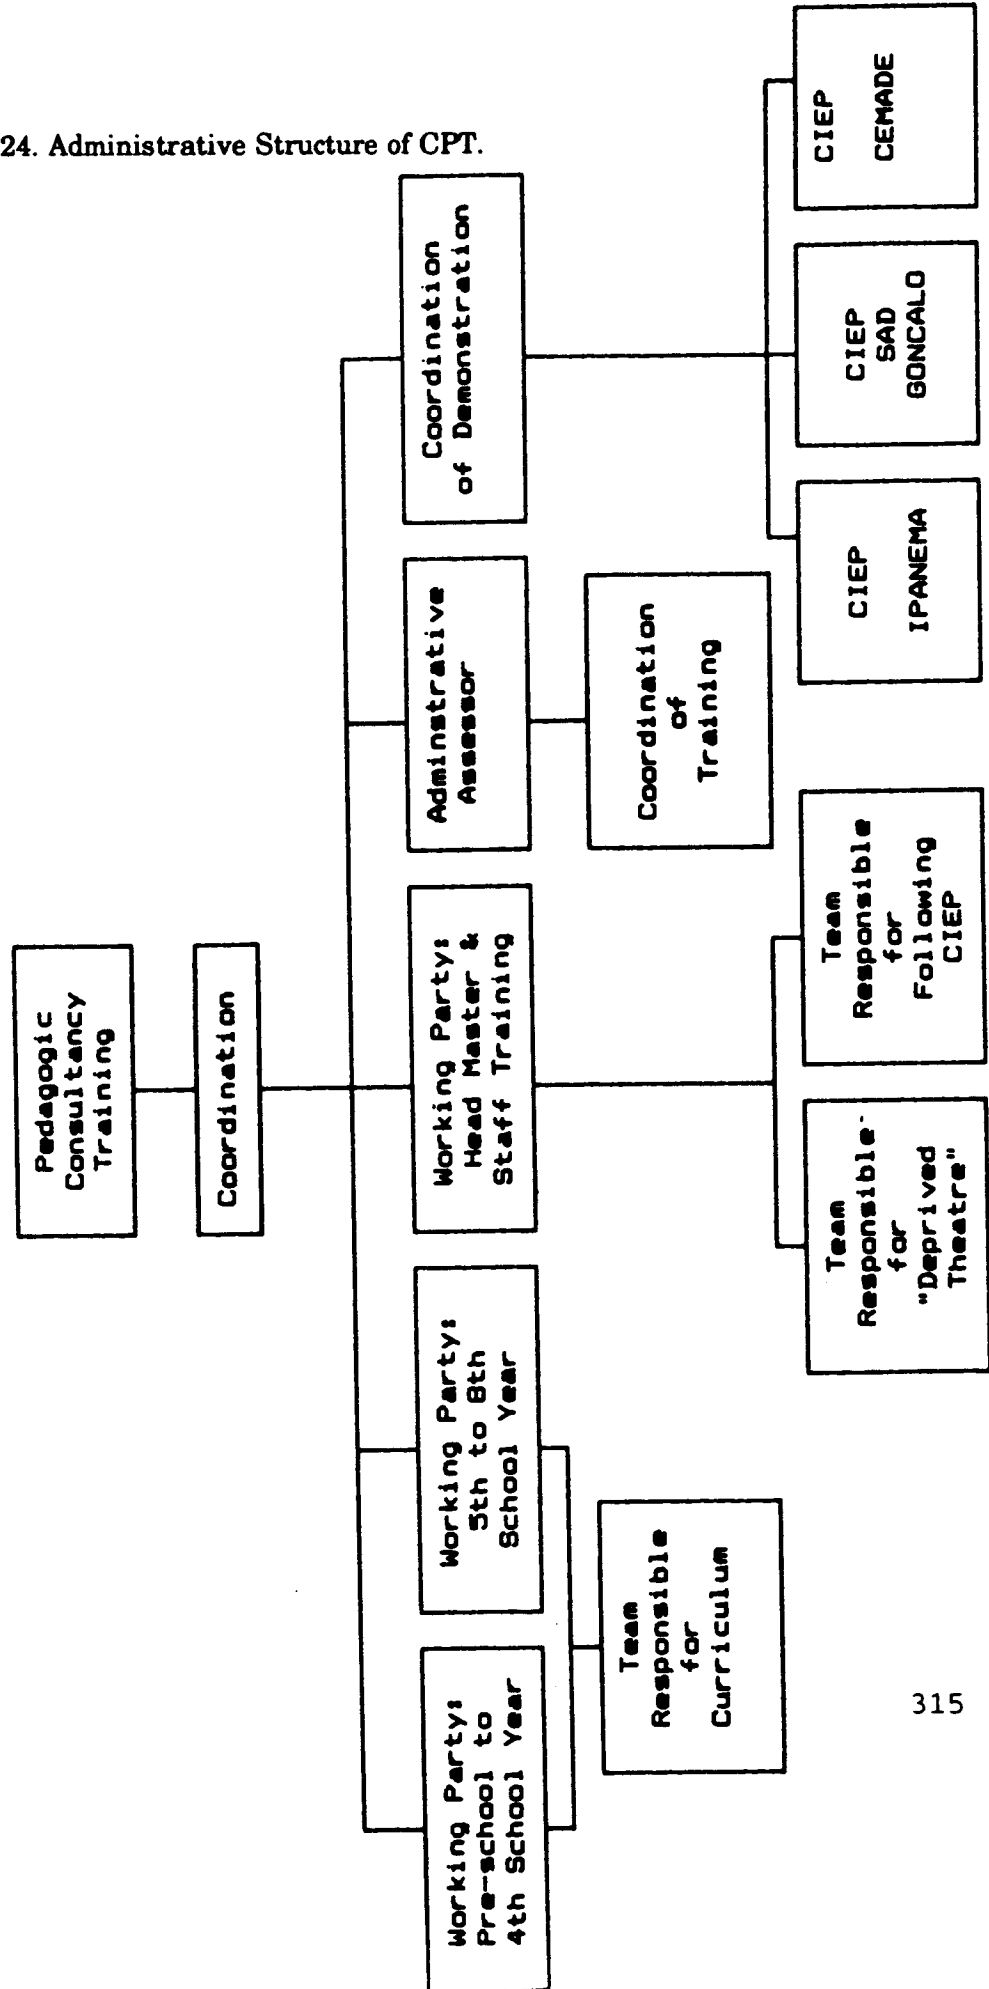 24. Administrative Structure of CPT.
Pedagogic
Consultancy
Training
Coordination
Working Party:
Pre-school to
4th School Year
Working Party:
5th to 8th
School Year
Working Party:
Head Master &
Staff Training
Adminstrative
Assessor
Coordination
of Demonstration
Team
Responsible
for
Curriculum
Coordination
of
Training
Team
Responsible
for
"Deprived
Theatre"
Team
Responsible
for
Following
CIEP
CIEP
IPANEMA
CIEP
SAD
GONCALO
CIEP
CEMADE
315